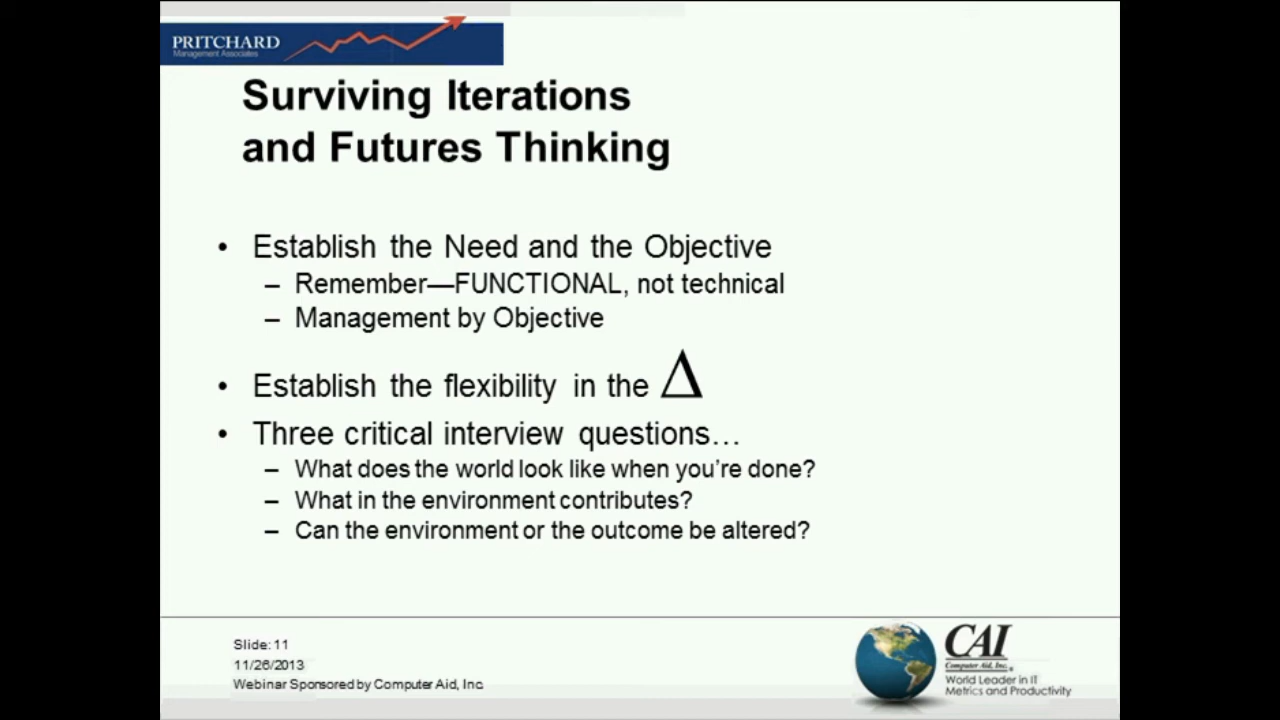 PRITCHARD
Management Associates
Surviving Iterations
and Futures Thinking
• Establish the Need and the Objective
– Remember—FUNCTIONAL, not technical
– Management by Objective
• Establish the flexibility in the Δ
• Three critical interview questions…
– What does the world look like when you’re done?
– What in the environment contributes?
– Can the environment or the outcome be altered?
Slide: 11
11/26/2013
Webinar Sponsored by Computer Aid, Inc.
CAI
Computer Aid, Inc.
World Leader in IT
Metrics and Productivity